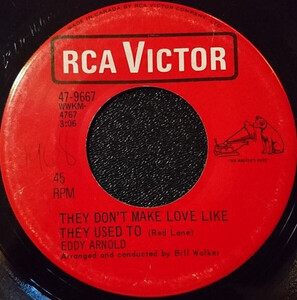 RCA VICTOR
47-9667
WWKM-
4767
3:06
45
RPM
THEY DON'T MAKE LOVE LIKE
THEY USED TO (Red Lane)
EDDY ARNOLD
Arranged and conducted by Bill Walker